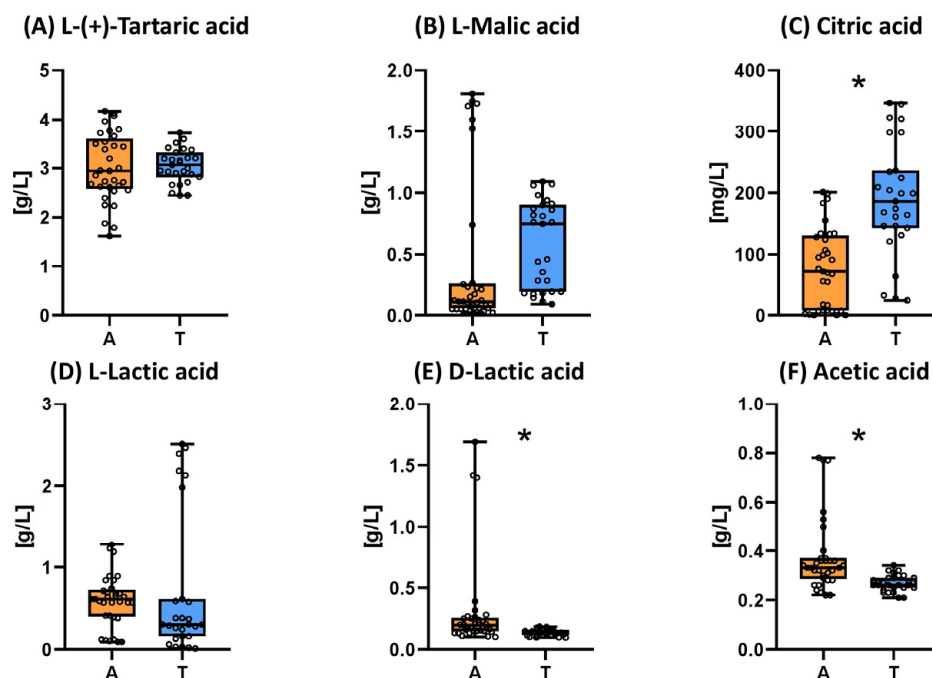 (A) L-(+)-Tartaric acid
(B) L-Malic acid
(C) Citric acid
5
4
3
2
1
0
[g/L]
A
T
2.0
1.5
1.0
0.5
0.0
[g/L]
A
T
*
400
300
200
100
0
[mg/L]
A
T
(D) L-Lactic acid
(E) D-Lactic acid
(F) Acetic acid
3
2
1
0
[g/L]
A
T
*
2.0
1.5
1.0
0.5
0.0
[g/L]
A
T
*
1.0
0.8
0.6
0.4
0.2
0.0
[g/L]
A
T